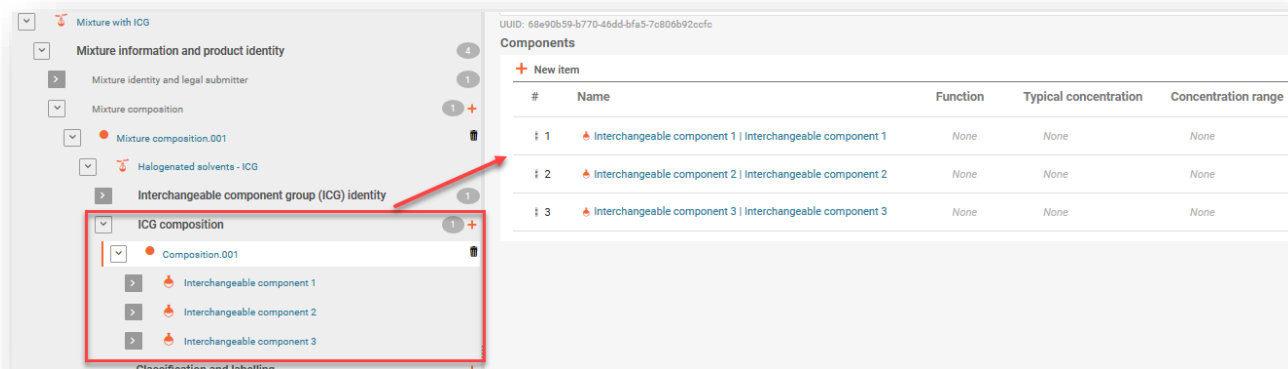 Mixture with ICG
Mixture information and product identity 4
Mixture identity and legal submitter 1
Mixture composition 1 +
Mixture composition.001
Halogenated solvents - ICG
Interchangeable component group (ICG) identity 1
ICG composition 1 +
Composition.001
Interchangeable component 1
Interchangeable component 2
Interchangeable component 3
Classification and labelling +
UUID: 68e90b59-b770-46dd-bfa5-7c806b92ccfc
Components
+ New item
# Name Function Typical concentration Concentration range
1 Interchangeable component 1 | Interchangeable component 1 None None None
2 Interchangeable component 2 | Interchangeable component 2 None None None
3 Interchangeable component 3 | Interchangeable component 3 None None None